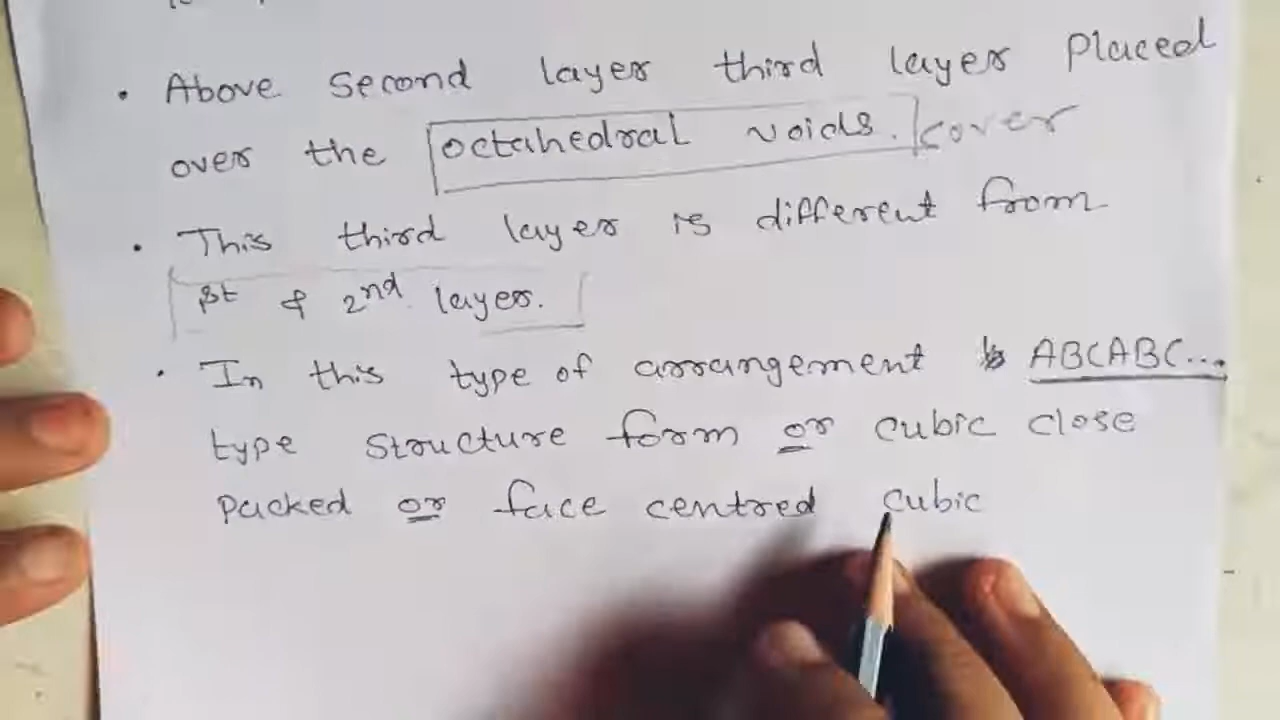 • Above second layer third layer placed
over the octahedral voids. cover
• This third layer is different from
1st & 2nd layer.
• In this type of arrangement ABCABC...
type structure form or cubic close
packed or face centred cubic